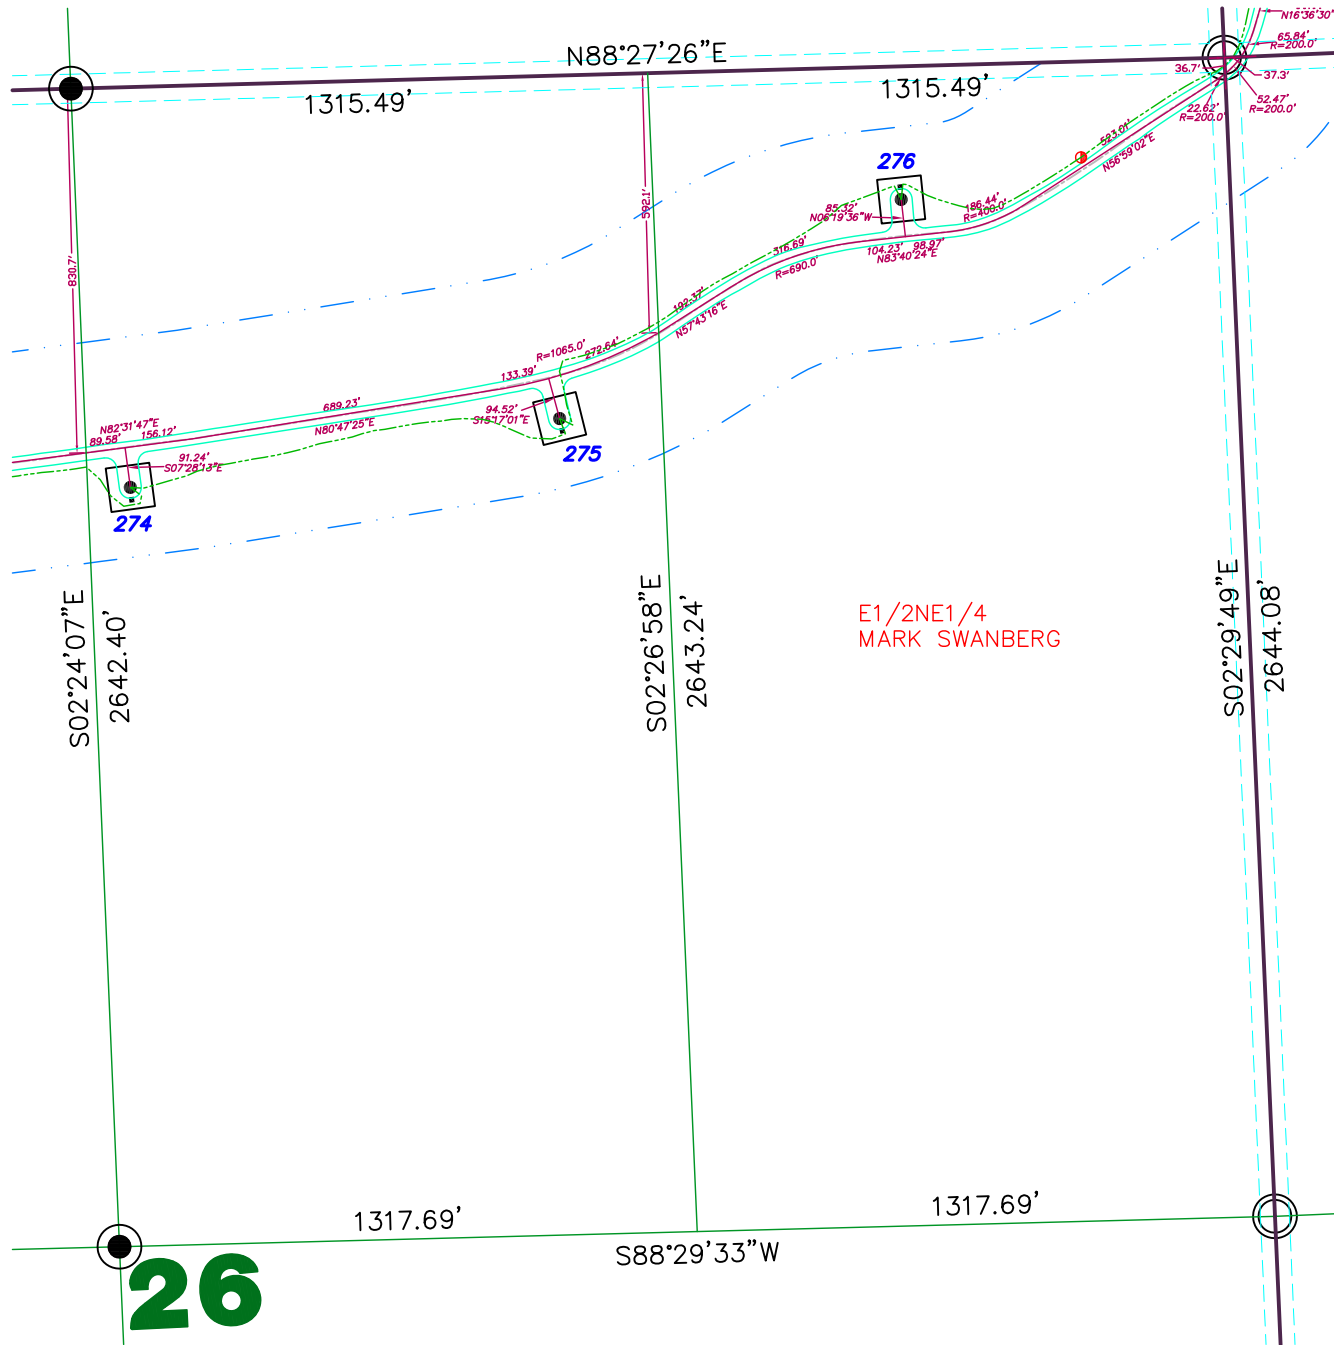 N16°36'30"
65.84'
R=200.0'
N88°27'26"E
1315.49'
1315.49'
36.7'
37.3'
22.62'
R=200.0'
52.47'
R=200.0'
523.01'
N56°59'02"E
276
85.32'
N06°19'36"W
186.44'
R=400.0'
104.23'
98.97'
N83°40'24"E
316.69'
R=690.0'
592.1'
830.7'
192.37'
N57°43'16"E
R=1065.0'
272.64'
133.39'
94.52'
S15°17'01"E
275
689.23'
N80°47'25"E
N82°31'47"E
89.58'
156.12'
91.24'
S07°28'13"E
274
S02°24'07"E
2642.40'
S02°26'58"E
2643.24'
E1/2NE1/4
MARK SWANBERG
S02°29'49"E
2644.08'
1317.69'
1317.69'
S88°29'33"W
26